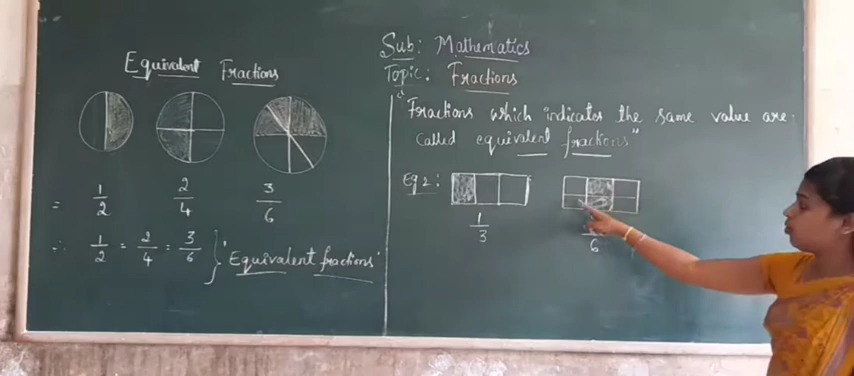 Equivalent Fractions
1/2 2/4 3/6
=
∴ 1/2 = 2/4 = 3/6 } "Equivalent fractions"
Sub: Mathematics
Topic: Fractions
"Fractions which indicates the same value are
called equivalent fractions"
Eg 2:
1/3
6